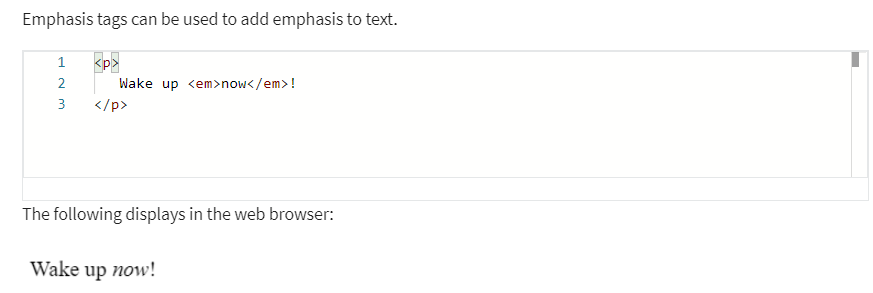 Emphasis tags can be used to add emphasis to text.
1 <p>
2 Wake up <em>now</em>!
3 </p>
The following displays in the web browser:
Wake up now!